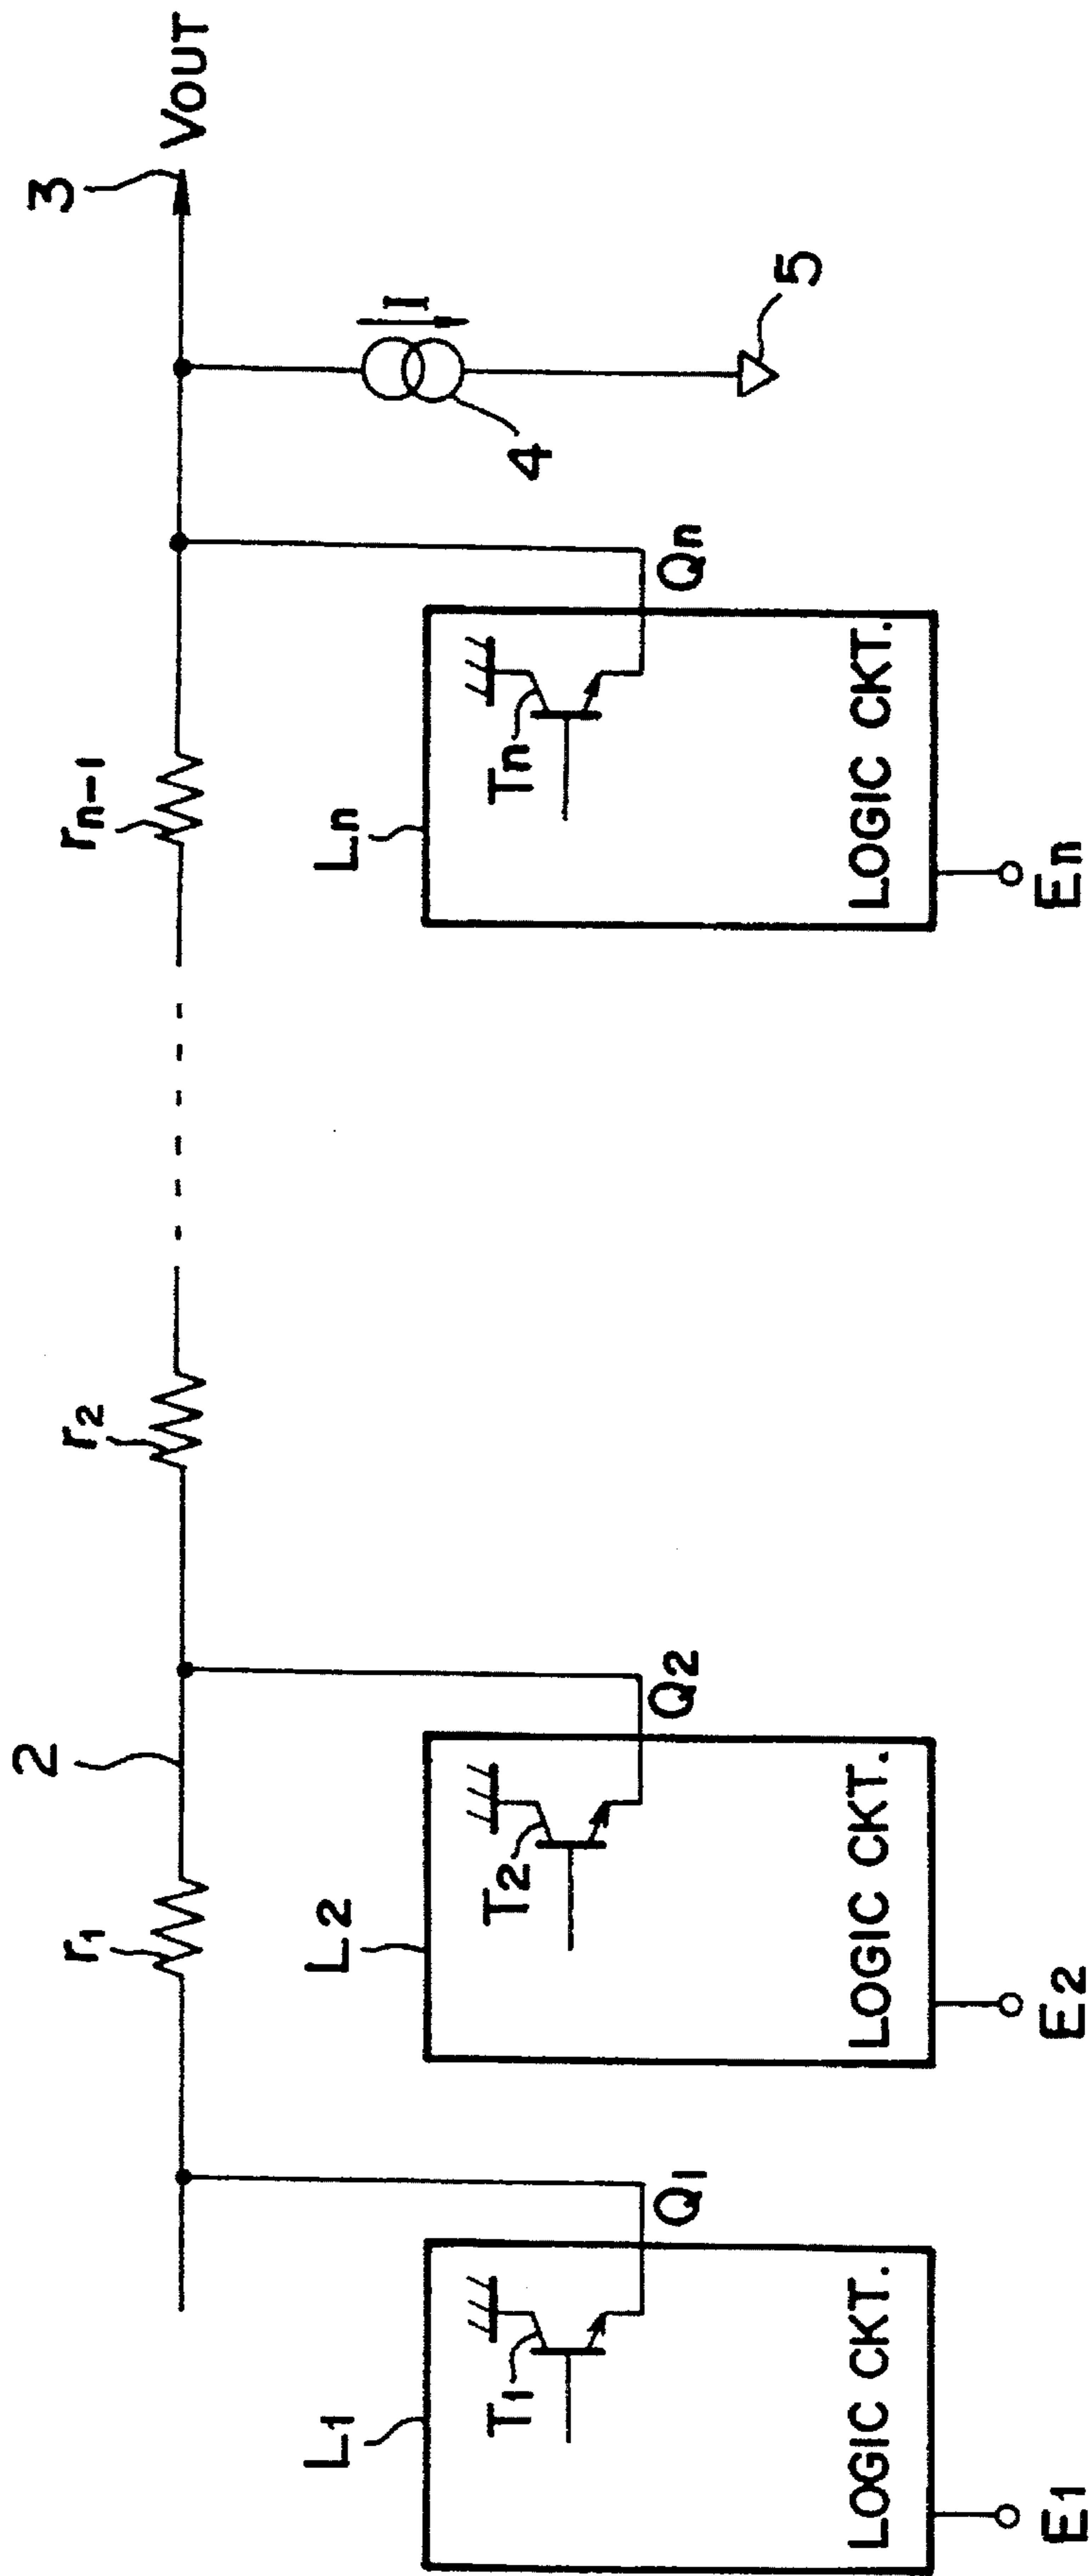 3 VOUT
2
r1
r2
rn-1
I
4
5
L1
T1
Q1
LOGIC CKT.
E1
L2
T2
Q2
LOGIC CKT.
E2
Ln
Tn
Qn
LOGIC CKT.
En